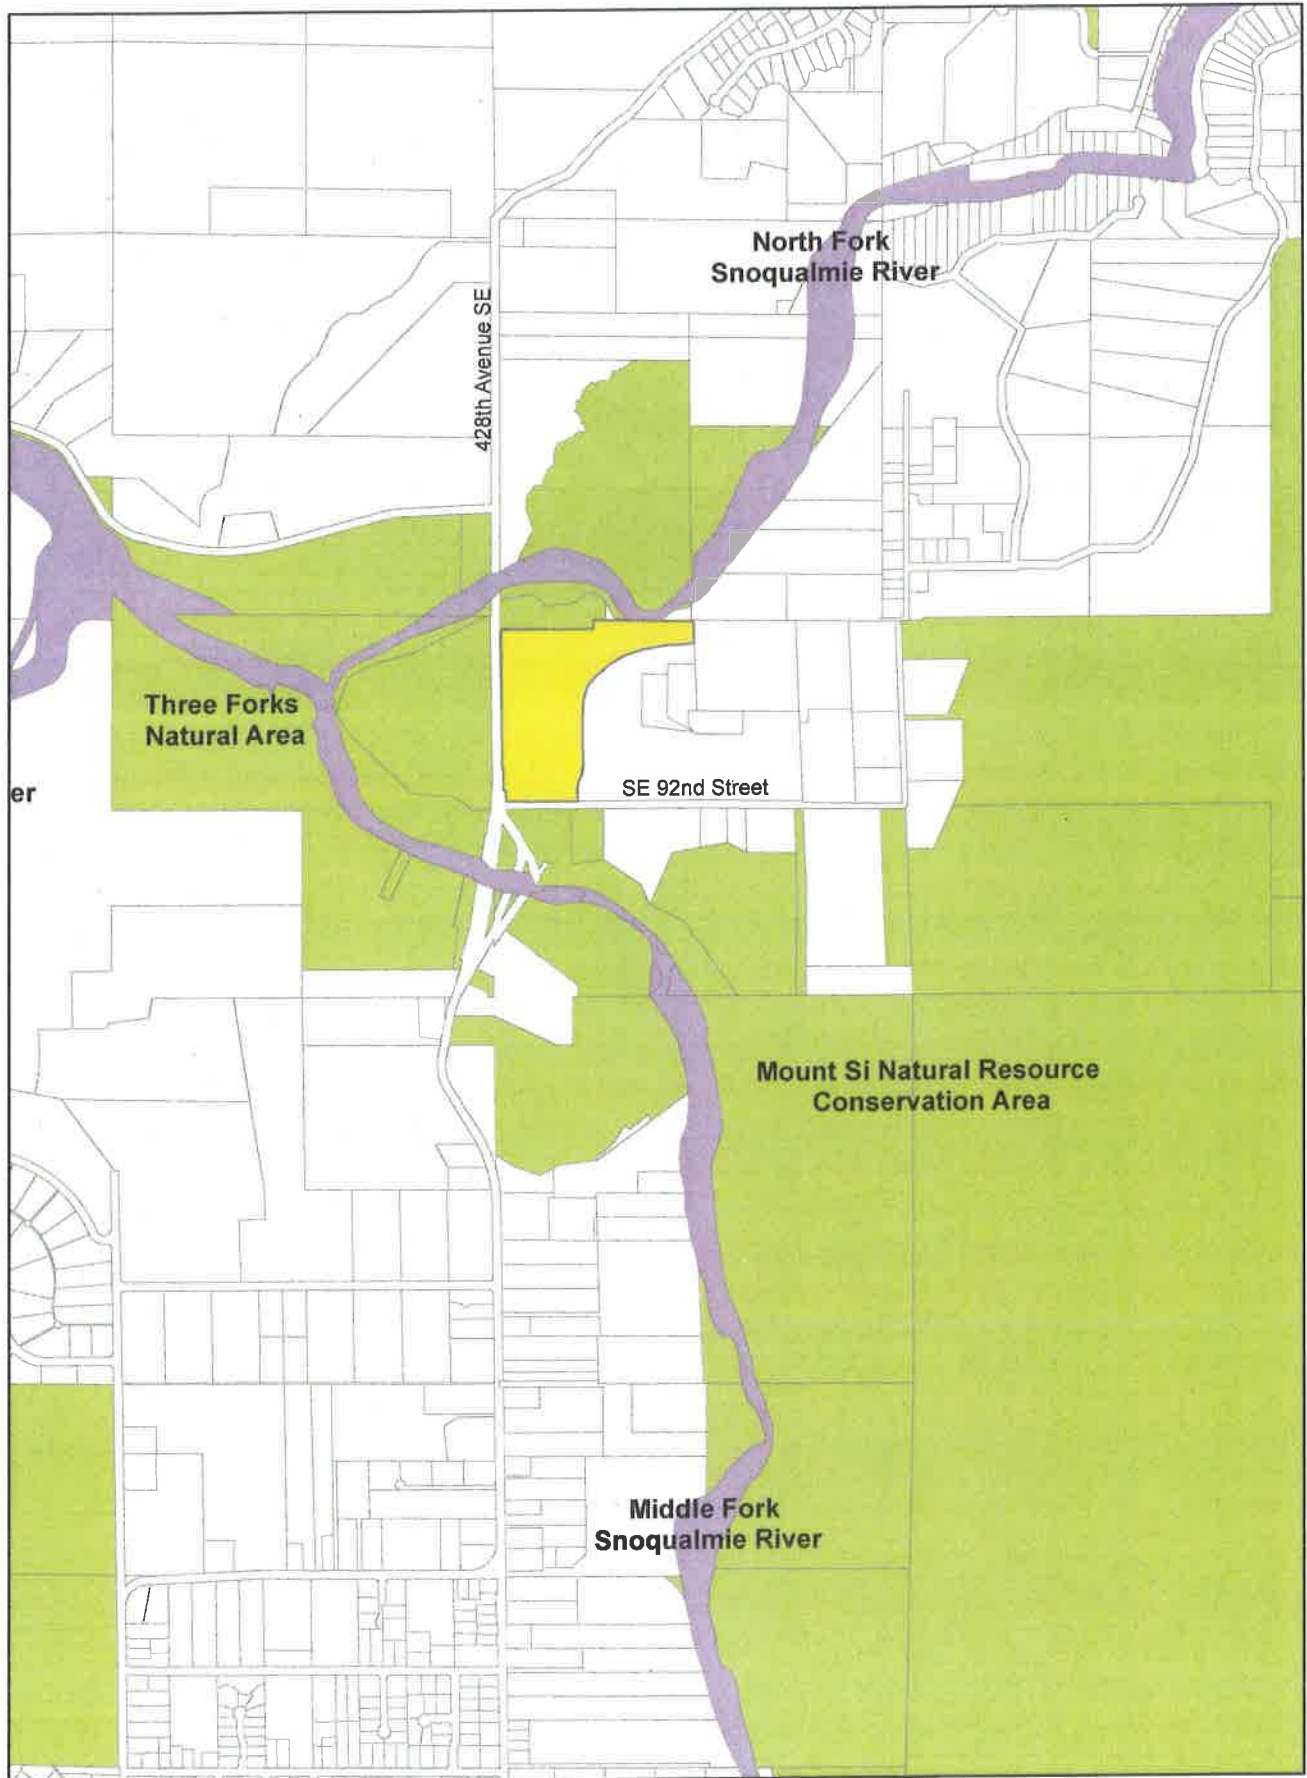 North Fork
Snoqualmie River
428th Avenue SE
Three Forks
Natural Area
er
SE 92nd Street
Mount Si Natural Resource
Conservation Area
Middle Fork
Snoqualmie River